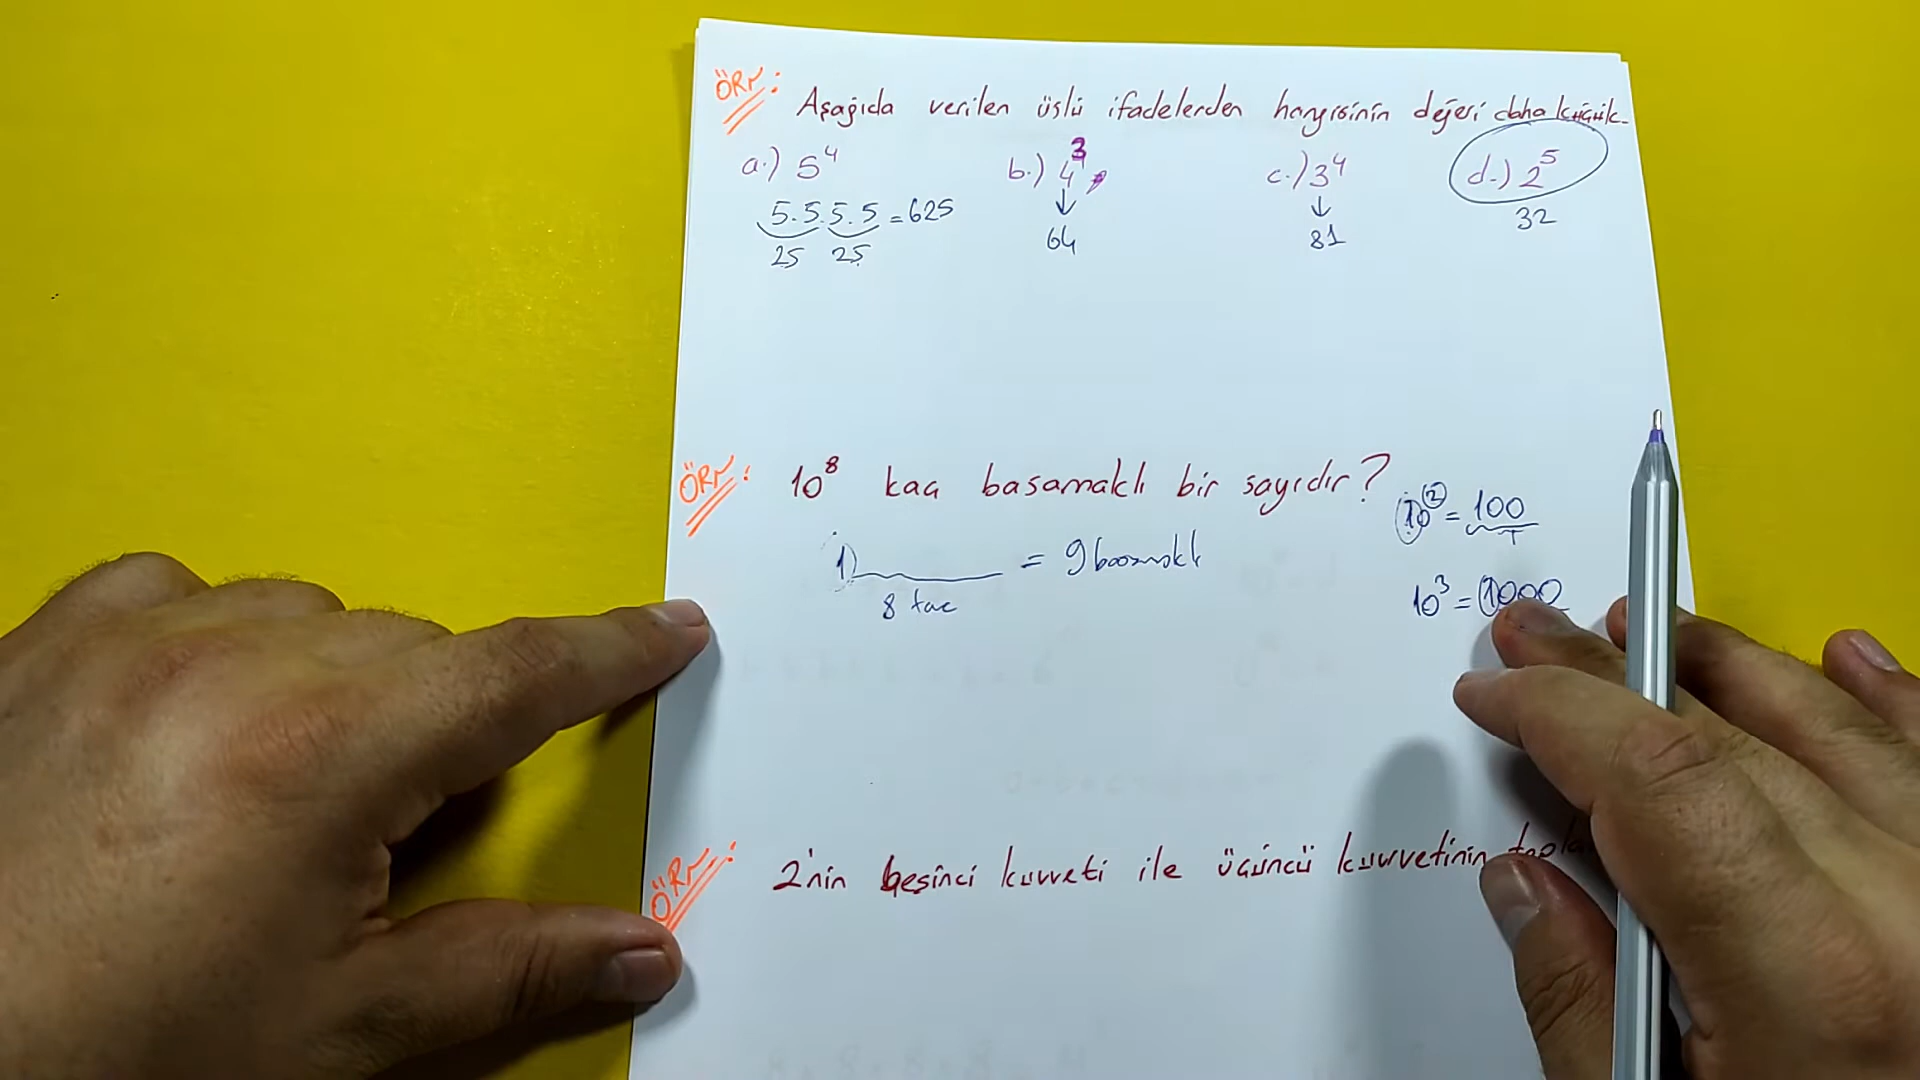 ÖRN: Aşağıda verilen üslü ifadelerden hangisinin değeri daha küçük.
a.) 5⁴ b.) 4³ c.) 3⁴ d.) 2⁵
5.5.5.5 = 625 ↓ ↓ 32
25 25 64 81
ÖRN: 10⁸ kaç basamaklı bir sayıdır?
10² = 100
1 = 9 basamaklı
8 tane
10³ = 1000
ÖRN: 2'nin beşinci kuvveti ile üçüncü kuvvetinin